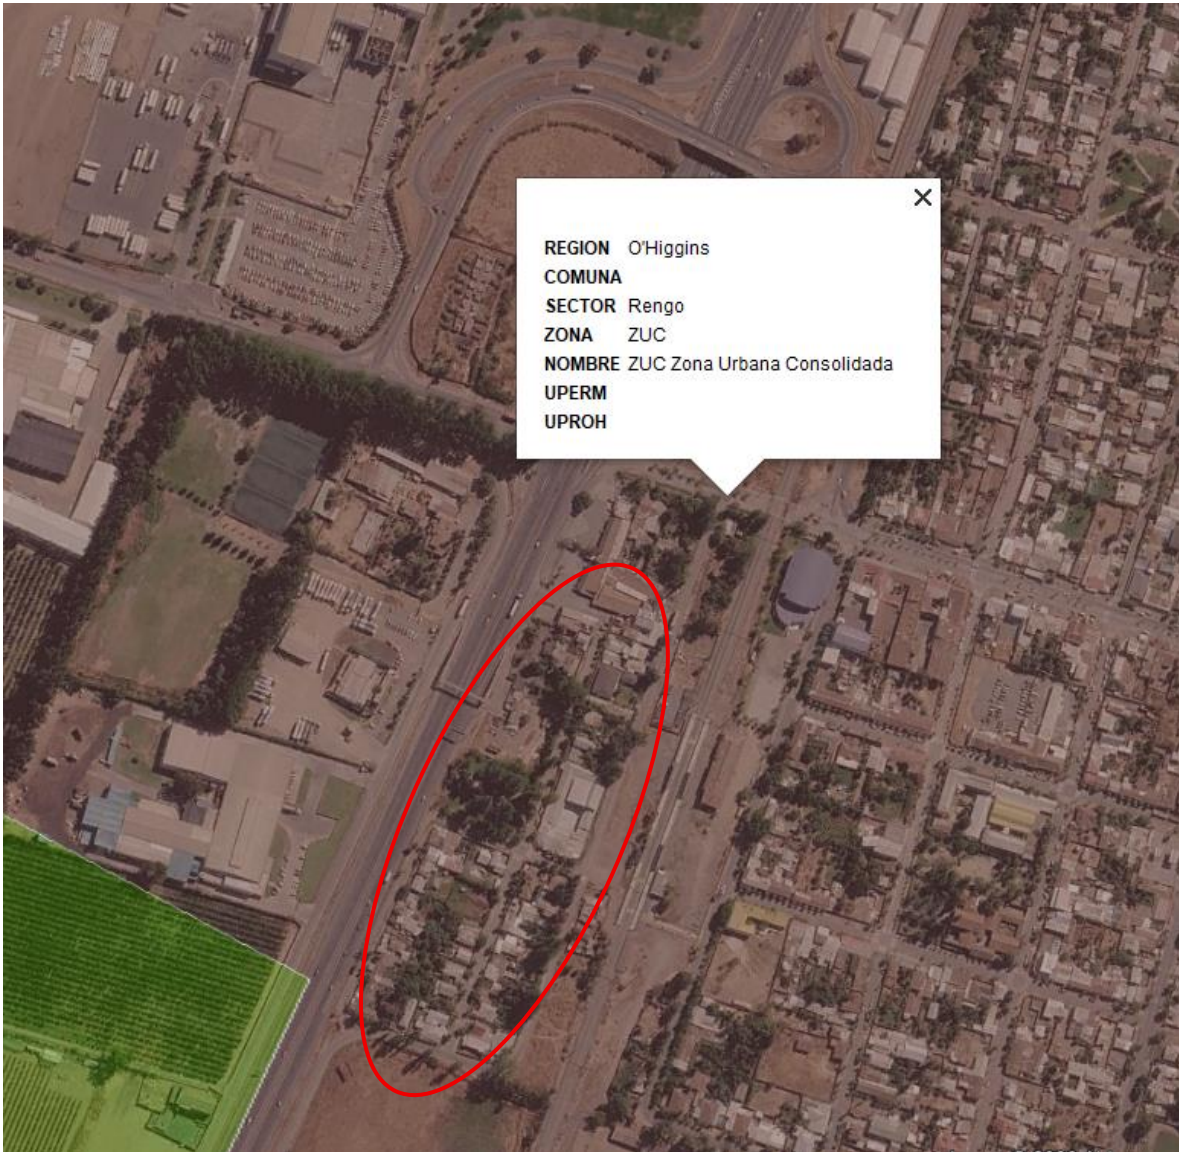 REGION O'Higgins
COMUNA
SECTOR Rengo
ZONA ZUC
NOMBRE ZUC Zona Urbana Consolidada
UPERM
UPROH